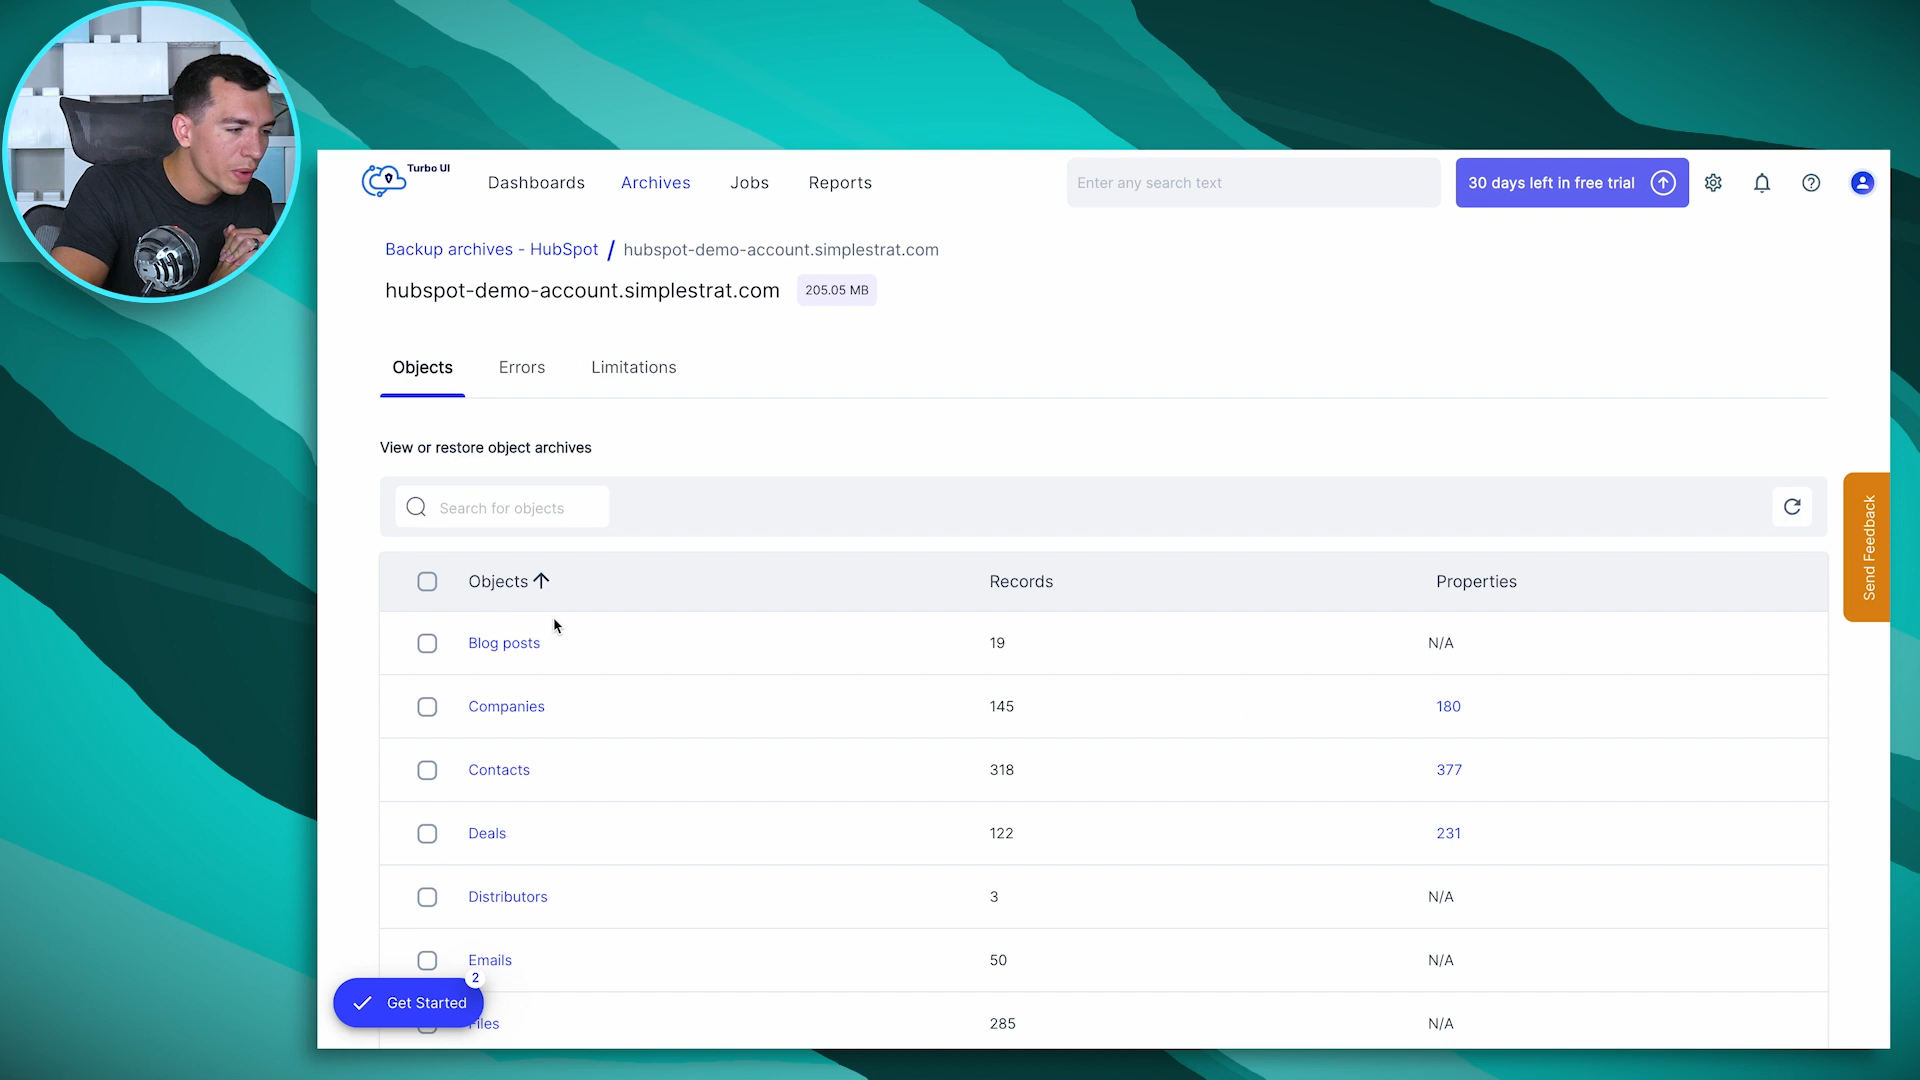 Turbo UI
Dashboards
Archives
Jobs
Reports
Enter any search text
30 days left in free trial
Backup archives - HubSpot / hubspot-demo-account.simplestrat.com
hubspot-demo-account.simplestrat.com 205.05 MB
Objects
Errors
Limitations
View or restore object archives
Search for objects
Send Feedback
Objects Records Properties
Blog posts 19 N/A
Companies 145 180
Contacts 318 377
Deals 122 231
Distributors 3 N/A
Emails 50 N/A
2
Get Started
Files 285 N/A